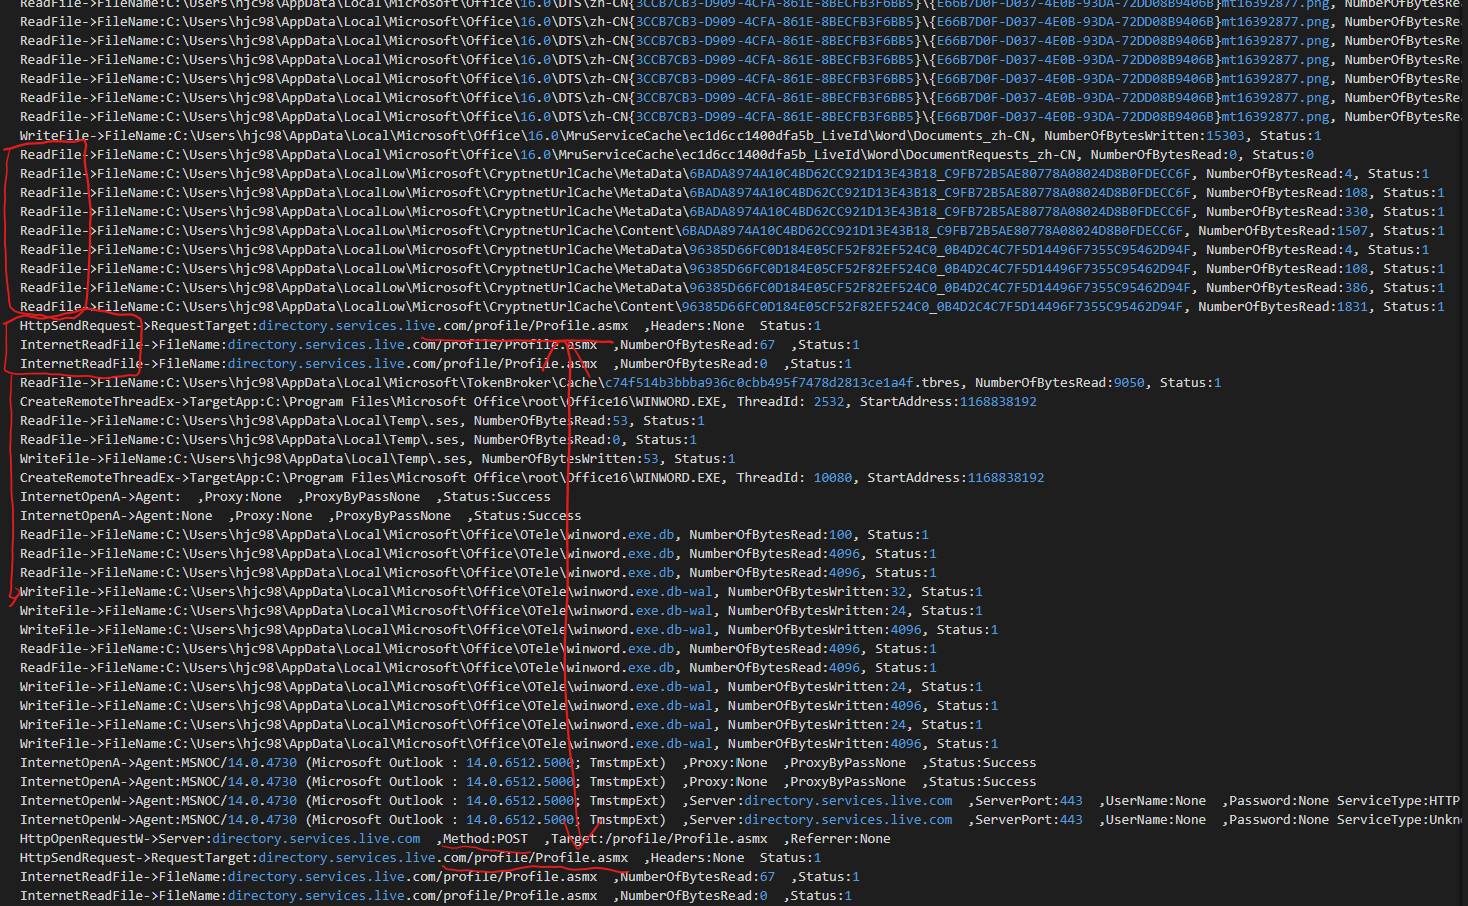 ReadFile->FileName:C:\Users\hjc98\AppData\Local\Microsoft\Office\16.0\DTS\zh-CN{3CCB7CB3-D909-4CFA-861E-8BECFB3F6BB5}\{E66B7D0F-D037-4E0B-93DA-72DD08B9406B}mt16392877.png, NumberOfBytesRe
ReadFile->FileName:C:\Users\hjc98\AppData\Local\Microsoft\Office\16.0\DTS\zh-CN{3CCB7CB3-D909-4CFA-861E-8BECFB3F6BB5}\{E66B7D0F-D037-4E0B-93DA-72DD08B9406B}mt16392877.png, NumberOfBytesRe
ReadFile->FileName:C:\Users\hjc98\AppData\Local\Microsoft\Office\16.0\DTS\zh-CN{3CCB7CB3-D909-4CFA-861E-8BECFB3F6BB5}\{E66B7D0F-D037-4E0B-93DA-72DD08B9406B}mt16392877.png, NumberOfBytesRe
ReadFile->FileName:C:\Users\hjc98\AppData\Local\Microsoft\Office\16.0\DTS\zh-CN{3CCB7CB3-D909-4CFA-861E-8BECFB3F6BB5}\{E66B7D0F-D037-4E0B-93DA-72DD08B9406B}mt16392877.png, NumberOfBytesRe
ReadFile->FileName:C:\Users\hjc98\AppData\Local\Microsoft\Office\16.0\DTS\zh-CN{3CCB7CB3-D909-4CFA-861E-8BECFB3F6BB5}\{E66B7D0F-D037-4E0B-93DA-72DD08B9406B}mt16392877.png, NumberOfBytesRe
ReadFile->FileName:C:\Users\hjc98\AppData\Local\Microsoft\Office\16.0\DTS\zh-CN{3CCB7CB3-D909-4CFA-861E-8BECFB3F6BB5}\{E66B7D0F-D037-4E0B-93DA-72DD08B9406B}mt16392877.png, NumberOfBytesRe
ReadFile->FileName:C:\Users\hjc98\AppData\Local\Microsoft\Office\16.0\DTS\zh-CN{3CCB7CB3-D909-4CFA-861E-8BECFB3F6BB5}\{E66B7D0F-D037-4E0B-93DA-72DD08B9406B}mt16392877.png, NumberOfBytesRe
WriteFile->FileName:C:\Users\hjc98\AppData\Local\Microsoft\Office\16.0\MruServiceCache\ec1d6cc1400dfa5b_LiveId\Word\Documents_zh-CN, NumberOfBytesWritten:15303, Status:1
ReadFile->FileName:C:\Users\hjc98\AppData\Local\Microsoft\Office\16.0\MruServiceCache\ec1d6cc1400dfa5b_LiveId\Word\DocumentRequests_zh-CN, NumberOfBytesRead:0, Status:0
ReadFile->FileName:C:\Users\hjc98\AppData\LocalLow\Microsoft\CryptnetUrlCache\MetaData\6BADA8974A10C4BD62CC921D13E43B18_C9FB72B5AE80778A08024D8B0FDECC6F, NumberOfBytesRead:4, Status:1
ReadFile->FileName:C:\Users\hjc98\AppData\LocalLow\Microsoft\CryptnetUrlCache\MetaData\6BADA8974A10C4BD62CC921D13E43B18_C9FB72B5AE80778A08024D8B0FDECC6F, NumberOfBytesRead:108, Status:1
ReadFile->FileName:C:\Users\hjc98\AppData\LocalLow\Microsoft\CryptnetUrlCache\MetaData\6BADA8974A10C4BD62CC921D13E43B18_C9FB72B5AE80778A08024D8B0FDECC6F, NumberOfBytesRead:330, Status:1
ReadFile->FileName:C:\Users\hjc98\AppData\LocalLow\Microsoft\CryptnetUrlCache\Content\6BADA8974A10C4BD62CC921D13E43B18_C9FB72B5AE80778A08024D8B0FDECC6F, NumberOfBytesRead:1507, Status:1
ReadFile->FileName:C:\Users\hjc98\AppData\LocalLow\Microsoft\CryptnetUrlCache\MetaData\96385D66FC0D184E05CF52F82EF524C0_0B4D2C4C7F5D14496F7355C95462D94F, NumberOfBytesRead:4, Status:1
ReadFile->FileName:C:\Users\hjc98\AppData\LocalLow\Microsoft\CryptnetUrlCache\MetaData\96385D66FC0D184E05CF52F82EF524C0_0B4D2C4C7F5D14496F7355C95462D94F, NumberOfBytesRead:108, Status:1
ReadFile->FileName:C:\Users\hjc98\AppData\LocalLow\Microsoft\CryptnetUrlCache\MetaData\96385D66FC0D184E05CF52F82EF524C0_0B4D2C4C7F5D14496F7355C95462D94F, NumberOfBytesRead:386, Status:1
ReadFile->FileName:C:\Users\hjc98\AppData\LocalLow\Microsoft\CryptnetUrlCache\Content\96385D66FC0D184E05CF52F82EF524C0_0B4D2C4C7F5D14496F7355C95462D94F, NumberOfBytesRead:1831, Status:1
HttpSendRequest->RequestTarget:directory.services.live.com/profile/Profile.asmx  ,Headers:None  Status:1
InternetReadFile->FileName:directory.services.live.com/profile/Profile.asmx  ,NumberOfBytesRead:67  ,Status:1
InternetReadFile->FileName:directory.services.live.com/profile/Profile.asmx  ,NumberOfBytesRead:0  ,Status:1
ReadFile->FileName:C:\Users\hjc98\AppData\Local\Microsoft\TokenBroker\Cache\c74f514b3bbba936c0cbb495f7478d2813ce1a4f.tbres, NumberOfBytesRead:9050, Status:1
CreateRemoteThreadEx->TargetApp:C:\Program Files\Microsoft Office\root\Office16\WINWORD.EXE, ThreadId: 2532, StartAddress:1168838192
ReadFile->FileName:C:\Users\hjc98\AppData\Local\Temp\.ses, NumberOfBytesRead:53, Status:1
ReadFile->FileName:C:\Users\hjc98\AppData\Local\Temp\.ses, NumberOfBytesRead:0, Status:1
WriteFile->FileName:C:\Users\hjc98\AppData\Local\Temp\.ses, NumberOfBytesWritten:53, Status:1
CreateRemoteThreadEx->TargetApp:C:\Program Files\Microsoft Office\root\Office16\WINWORD.EXE, ThreadId: 10080, StartAddress:1168838192
InternetOpenA->Agent:  ,Proxy:None  ,ProxyByPassNone  ,Status:Success
InternetOpenA->Agent:None  ,Proxy:None  ,ProxyByPassNone  ,Status:Success
ReadFile->FileName:C:\Users\hjc98\AppData\Local\Microsoft\Office\OTele\winword.exe.db, NumberOfBytesRead:100, Status:1
ReadFile->FileName:C:\Users\hjc98\AppData\Local\Microsoft\Office\OTele\winword.exe.db, NumberOfBytesRead:4096, Status:1
ReadFile->FileName:C:\Users\hjc98\AppData\Local\Microsoft\Office\OTele\winword.exe.db, NumberOfBytesRead:4096, Status:1
WriteFile->FileName:C:\Users\hjc98\AppData\Local\Microsoft\Office\OTele\winword.exe.db-wal, NumberOfBytesWritten:32, Status:1
WriteFile->FileName:C:\Users\hjc98\AppData\Local\Microsoft\Office\OTele\winword.exe.db-wal, NumberOfBytesWritten:24, Status:1
WriteFile->FileName:C:\Users\hjc98\AppData\Local\Microsoft\Office\OTele\winword.exe.db-wal, NumberOfBytesWritten:4096, Status:1
ReadFile->FileName:C:\Users\hjc98\AppData\Local\Microsoft\Office\OTele\winword.exe.db, NumberOfBytesRead:4096, Status:1
ReadFile->FileName:C:\Users\hjc98\AppData\Local\Microsoft\Office\OTele\winword.exe.db, NumberOfBytesRead:4096, Status:1
WriteFile->FileName:C:\Users\hjc98\AppData\Local\Microsoft\Office\OTele\winword.exe.db-wal, NumberOfBytesWritten:24, Status:1
WriteFile->FileName:C:\Users\hjc98\AppData\Local\Microsoft\Office\OTele\winword.exe.db-wal, NumberOfBytesWritten:4096, Status:1
WriteFile->FileName:C:\Users\hjc98\AppData\Local\Microsoft\Office\OTele\winword.exe.db-wal, NumberOfBytesWritten:24, Status:1
WriteFile->FileName:C:\Users\hjc98\AppData\Local\Microsoft\Office\OTele\winword.exe.db-wal, NumberOfBytesWritten:4096, Status:1
InternetOpenA->Agent:MSNOC/14.0.4730 (Microsoft Outlook : 14.0.6512.5000; TmstmpExt)  ,Proxy:None  ,ProxyByPassNone  ,Status:Success
InternetOpenA->Agent:MSNOC/14.0.4730 (Microsoft Outlook : 14.0.6512.5000; TmstmpExt)  ,Proxy:None  ,ProxyByPassNone  ,Status:Success
InternetOpenW->Agent:MSNOC/14.0.4730 (Microsoft Outlook : 14.0.6512.5000; TmstmpExt)  ,Server:directory.services.live.com  ,ServerPort:443  ,UserName:None  ,Password:None ServiceType:HTTP
InternetOpenW->Agent:MSNOC/14.0.4730 (Microsoft Outlook : 14.0.6512.5000; TmstmpExt)  ,Server:directory.services.live.com  ,ServerPort:443  ,UserName:None  ,Password:None ServiceType:Unkn
HttpOpenRequestW->Server:directory.services.live.com  ,Method:POST  ,Target:/profile/Profile.asmx  ,Referrer:None
HttpSendRequest->RequestTarget:directory.services.live.com/profile/Profile.asmx  ,Headers:None  Status:1
InternetReadFile->FileName:directory.services.live.com/profile/Profile.asmx  ,NumberOfBytesRead:67  ,Status:1
InternetReadFile->FileName:directory.services.live.com/profile/Profile.asmx  ,NumberOfBytesRead:0  ,Status:1